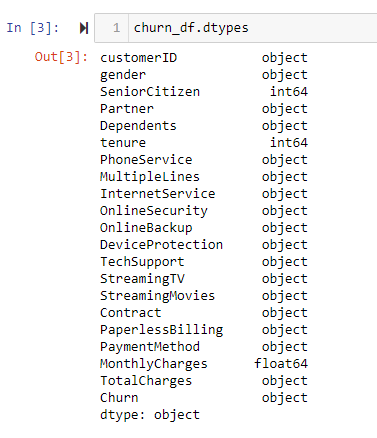 In [3]: 1 churn_df.dtypes
Out[3]: customerID object
gender object
SeniorCitizen int64
Partner object
Dependents object
tenure int64
PhoneService object
MultipleLines object
InternetService object
OnlineSecurity object
OnlineBackup object
DeviceProtection object
TechSupport object
StreamingTV object
StreamingMovies object
Contract object
PaperlessBilling object
PaymentMethod object
MonthlyCharges float64
TotalCharges object
Churn object
dtype: object